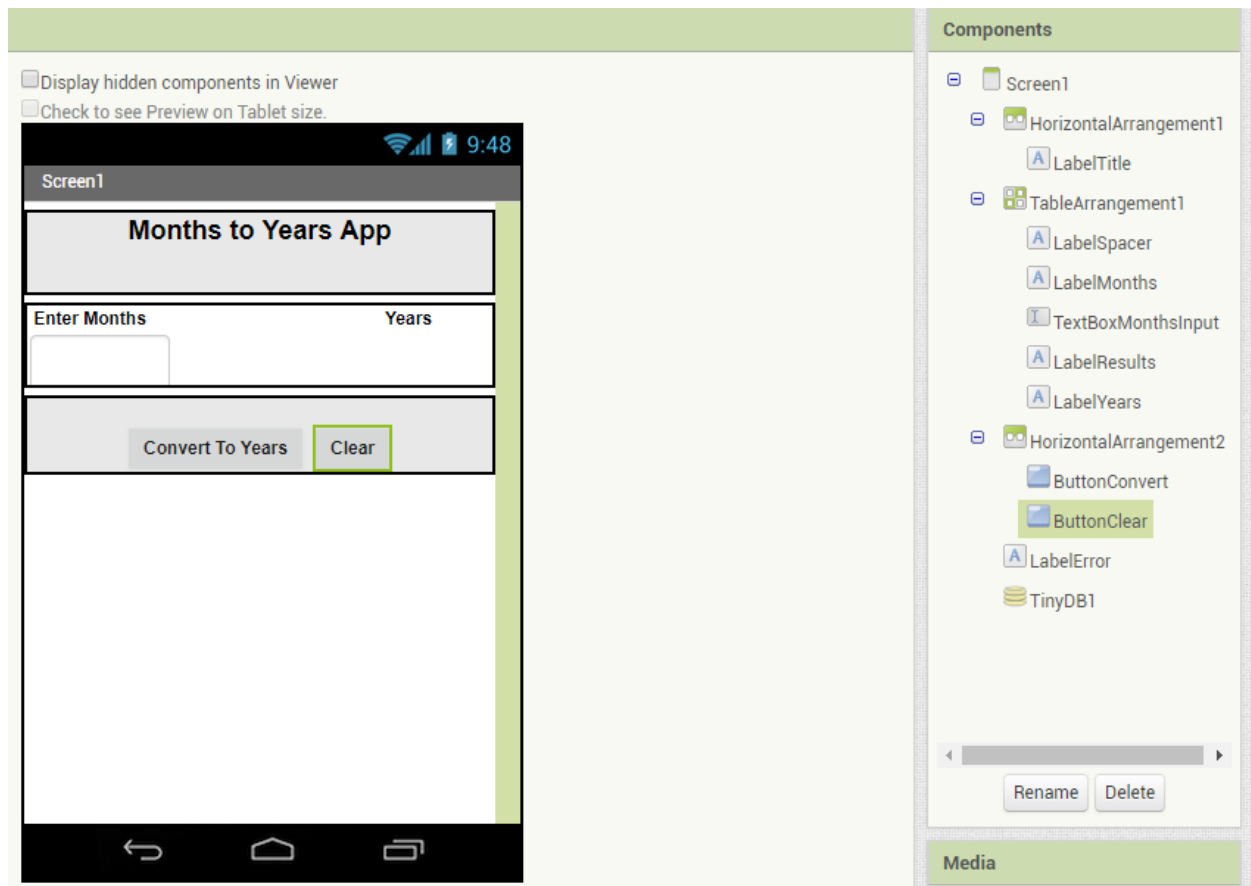 Components
Display hidden components in Viewer
Check to see Preview on Tablet size.
9:48
Screen1
Months to Years App
Enter Months Years
Convert To Years Clear
Screen1
HorizontalArrangement1
A LabelTitle
TableArrangement1
A LabelSpacer
A LabelMonths
I TextBoxMonthsInput
A LabelResults
A LabelYears
HorizontalArrangement2
ButtonConvert
ButtonClear
A LabelError
TinyDB1
Rename Delete
Media